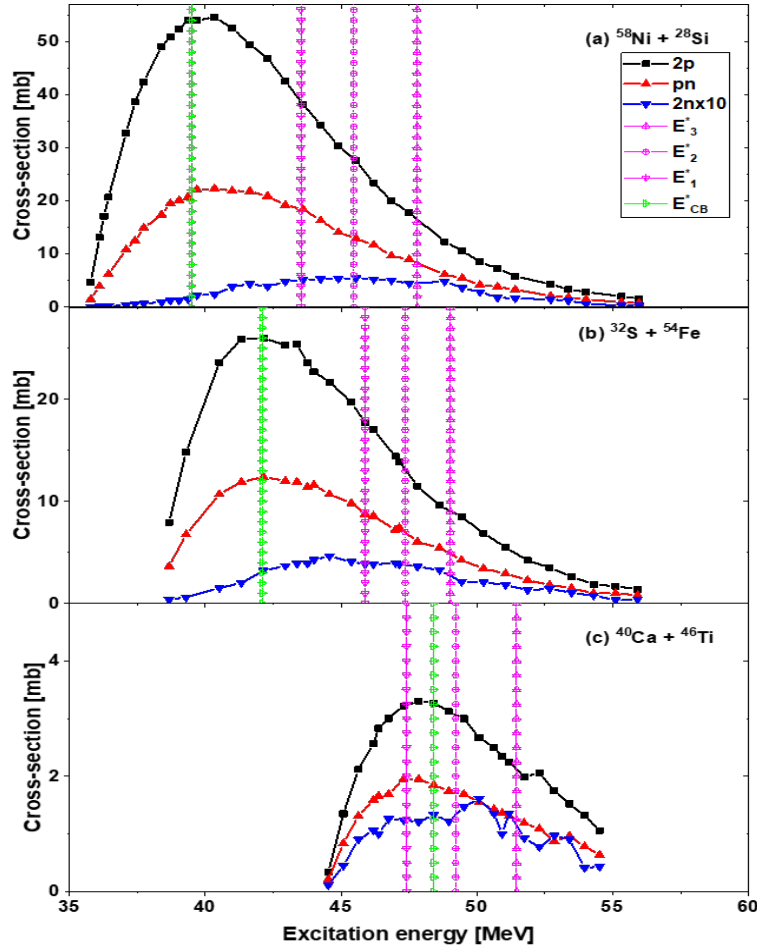 (a) ⁵⁸Ni + ²⁸Si
2p
pn
2nx10
E*₃
E*₂
E*₁
E*CB
Cross-section [mb]
50
40
30
20
10
0
(b) ³²S + ⁵⁴Fe
Cross-section [mb]
20
10
0
(c) ⁴⁰Ca + ⁴⁶Ti
Cross-section [mb]
4
2
0
35 40 45 50 55 60
Excitation energy [MeV]